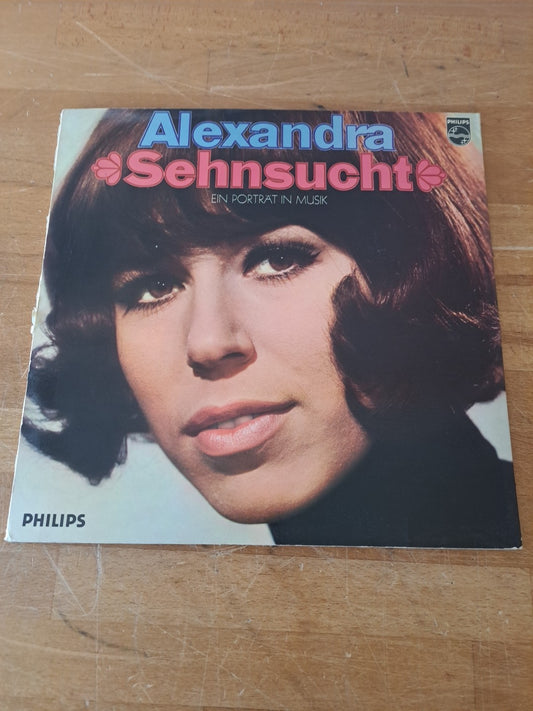 Alexandra
PHILIPS
Sehnsucht
EIN PORTRÄT IN MUSIK
PHILIPS